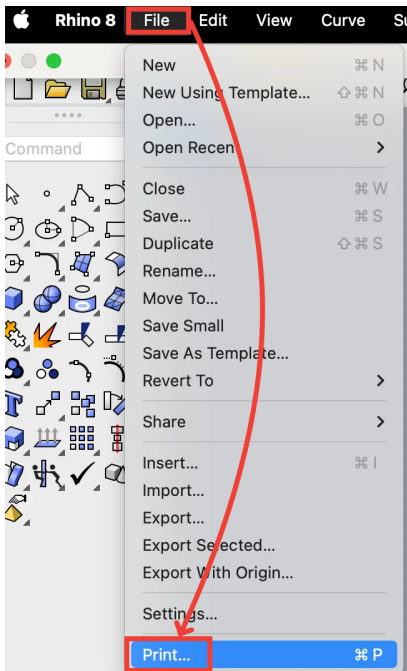 Rhino 8 File Edit View Curve
Command
New ⌘ N
New Using Template... ⇧ ⌘ N
Open... ⌘ O
Open Recent
Close ⌘ W
Save... ⌘ S
Duplicate ⇧ ⌘ S
Rename...
Move To...
Save Small
Save As Template...
Revert To
Share
Insert... ⌘ I
Import...
Export...
Export Selected...
Export With Origin...
Settings...
Print... ⌘ P